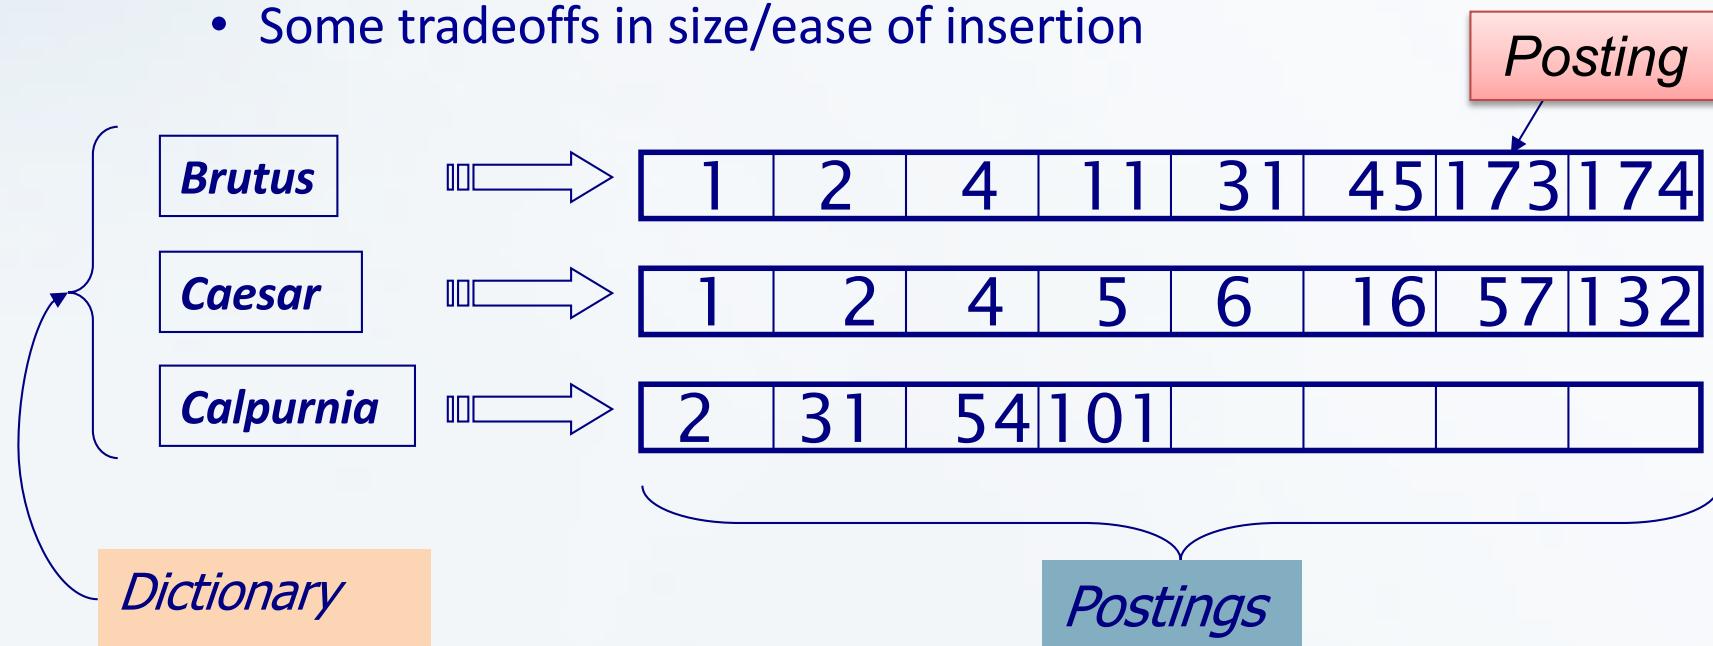 • Some tradeoffs in size/ease of insertion
Posting
Brutus 1 2 4 11 31 45 173 174
Caesar 1 2 4 5 6 16 57 132
Calpurnia 2 31 54 101
Dictionary
Postings